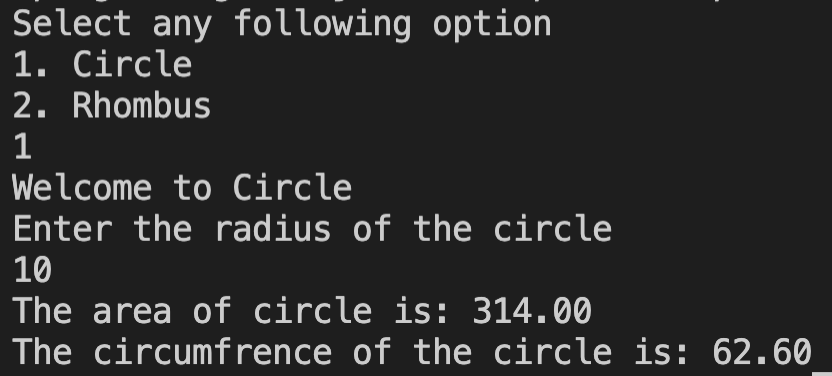 Select any following option
1. Circle
2. Rhombus
1
Welcome to Circle
Enter the radius of the circle
10
The area of circle is: 314.00
The circumfrence of the circle is: 62.60